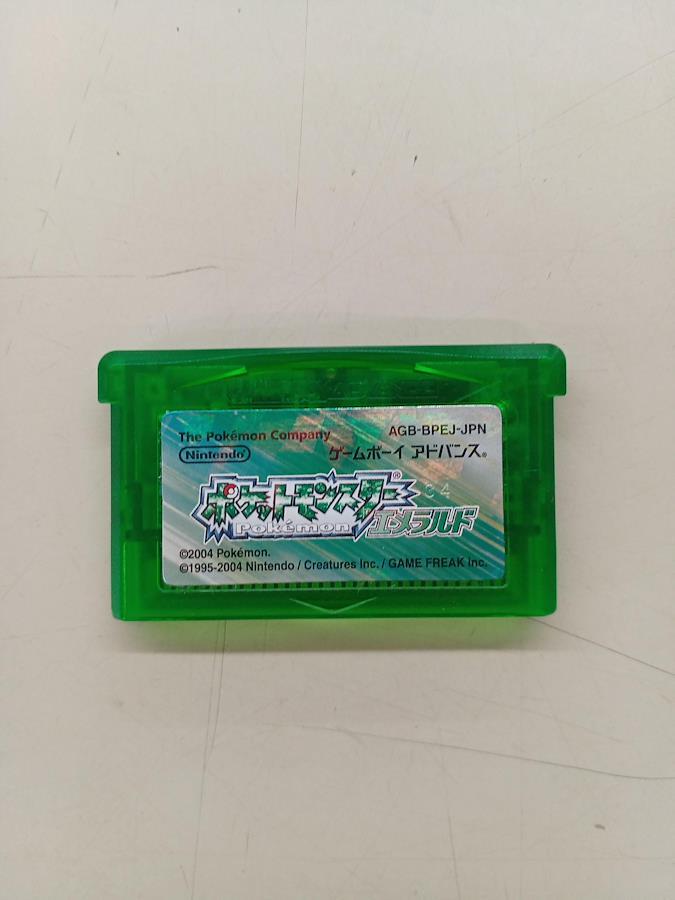 The Pokémon Company
AGB-BPEJ-JPN
Nintendo
ゲームボーイ アドバンス®
ポケットモンスター®
Pokémon
エメラルド
04
©2004 Pokémon.
©1995-2004 Nintendo / Creatures Inc. / GAME FREAK Inc.